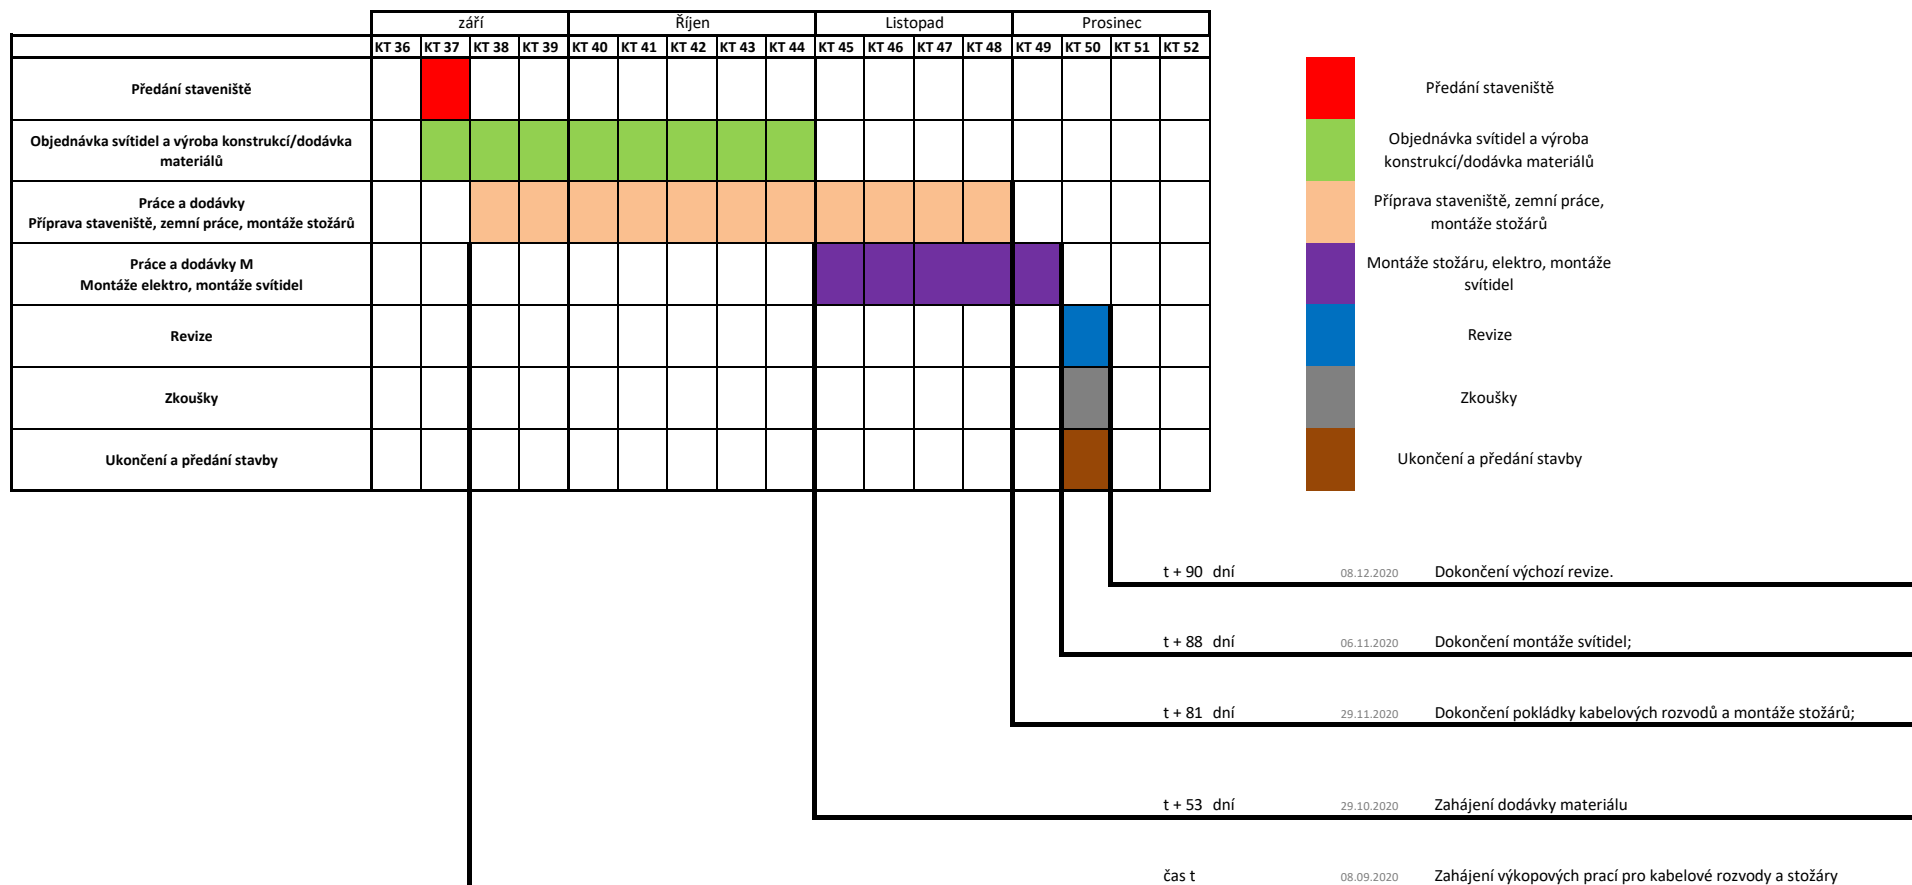 září Říjen Listopad Prosinec
KT 36 KT 37 KT 38 KT 39 KT 40 KT 41 KT 42 KT 43 KT 44 KT 45 KT 46 KT 47 KT 48 KT 49 KT 50 KT 51 KT 52
Předání staveniště
Objednávka svítidel a výroba konstrukcí/dodávka
materiálů
Práce a dodávky
Příprava staveniště, zemní práce, montáže stožárů
Práce a dodávky M
Montáže elektro, montáže svítidel
Revize
Zkoušky
Ukončení a předání stavby
Předání staveniště
Objednávka svítidel a výroba
konstrukcí/dodávka materiálů
Příprava staveniště, zemní práce,
montáže stožárů
Montáže stožáru, elektro, montáže
svítidel
Revize
Zkoušky
Ukončení a předání stavby
t + 90 dní 08.12.2020 Dokončení výchozí revize.
t + 88 dní 06.11.2020 Dokončení montáže svítidel;
t + 81 dní 29.11.2020 Dokončení pokládky kabelových rozvodů a montáže stožárů;
t + 53 dní 29.10.2020 Zahájení dodávky materiálu
čas t 08.09.2020 Zahájení výkopových prací pro kabelové rozvody a stožáry